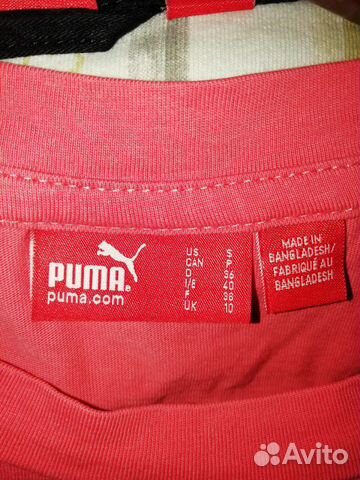 PUMA®
puma.com
US S
CAN P
D 36
I/E 40
F 38
UK 10
MADE IN
BANGLADESH/
FABRIQUÉ AU
BANGLADESH
Avito